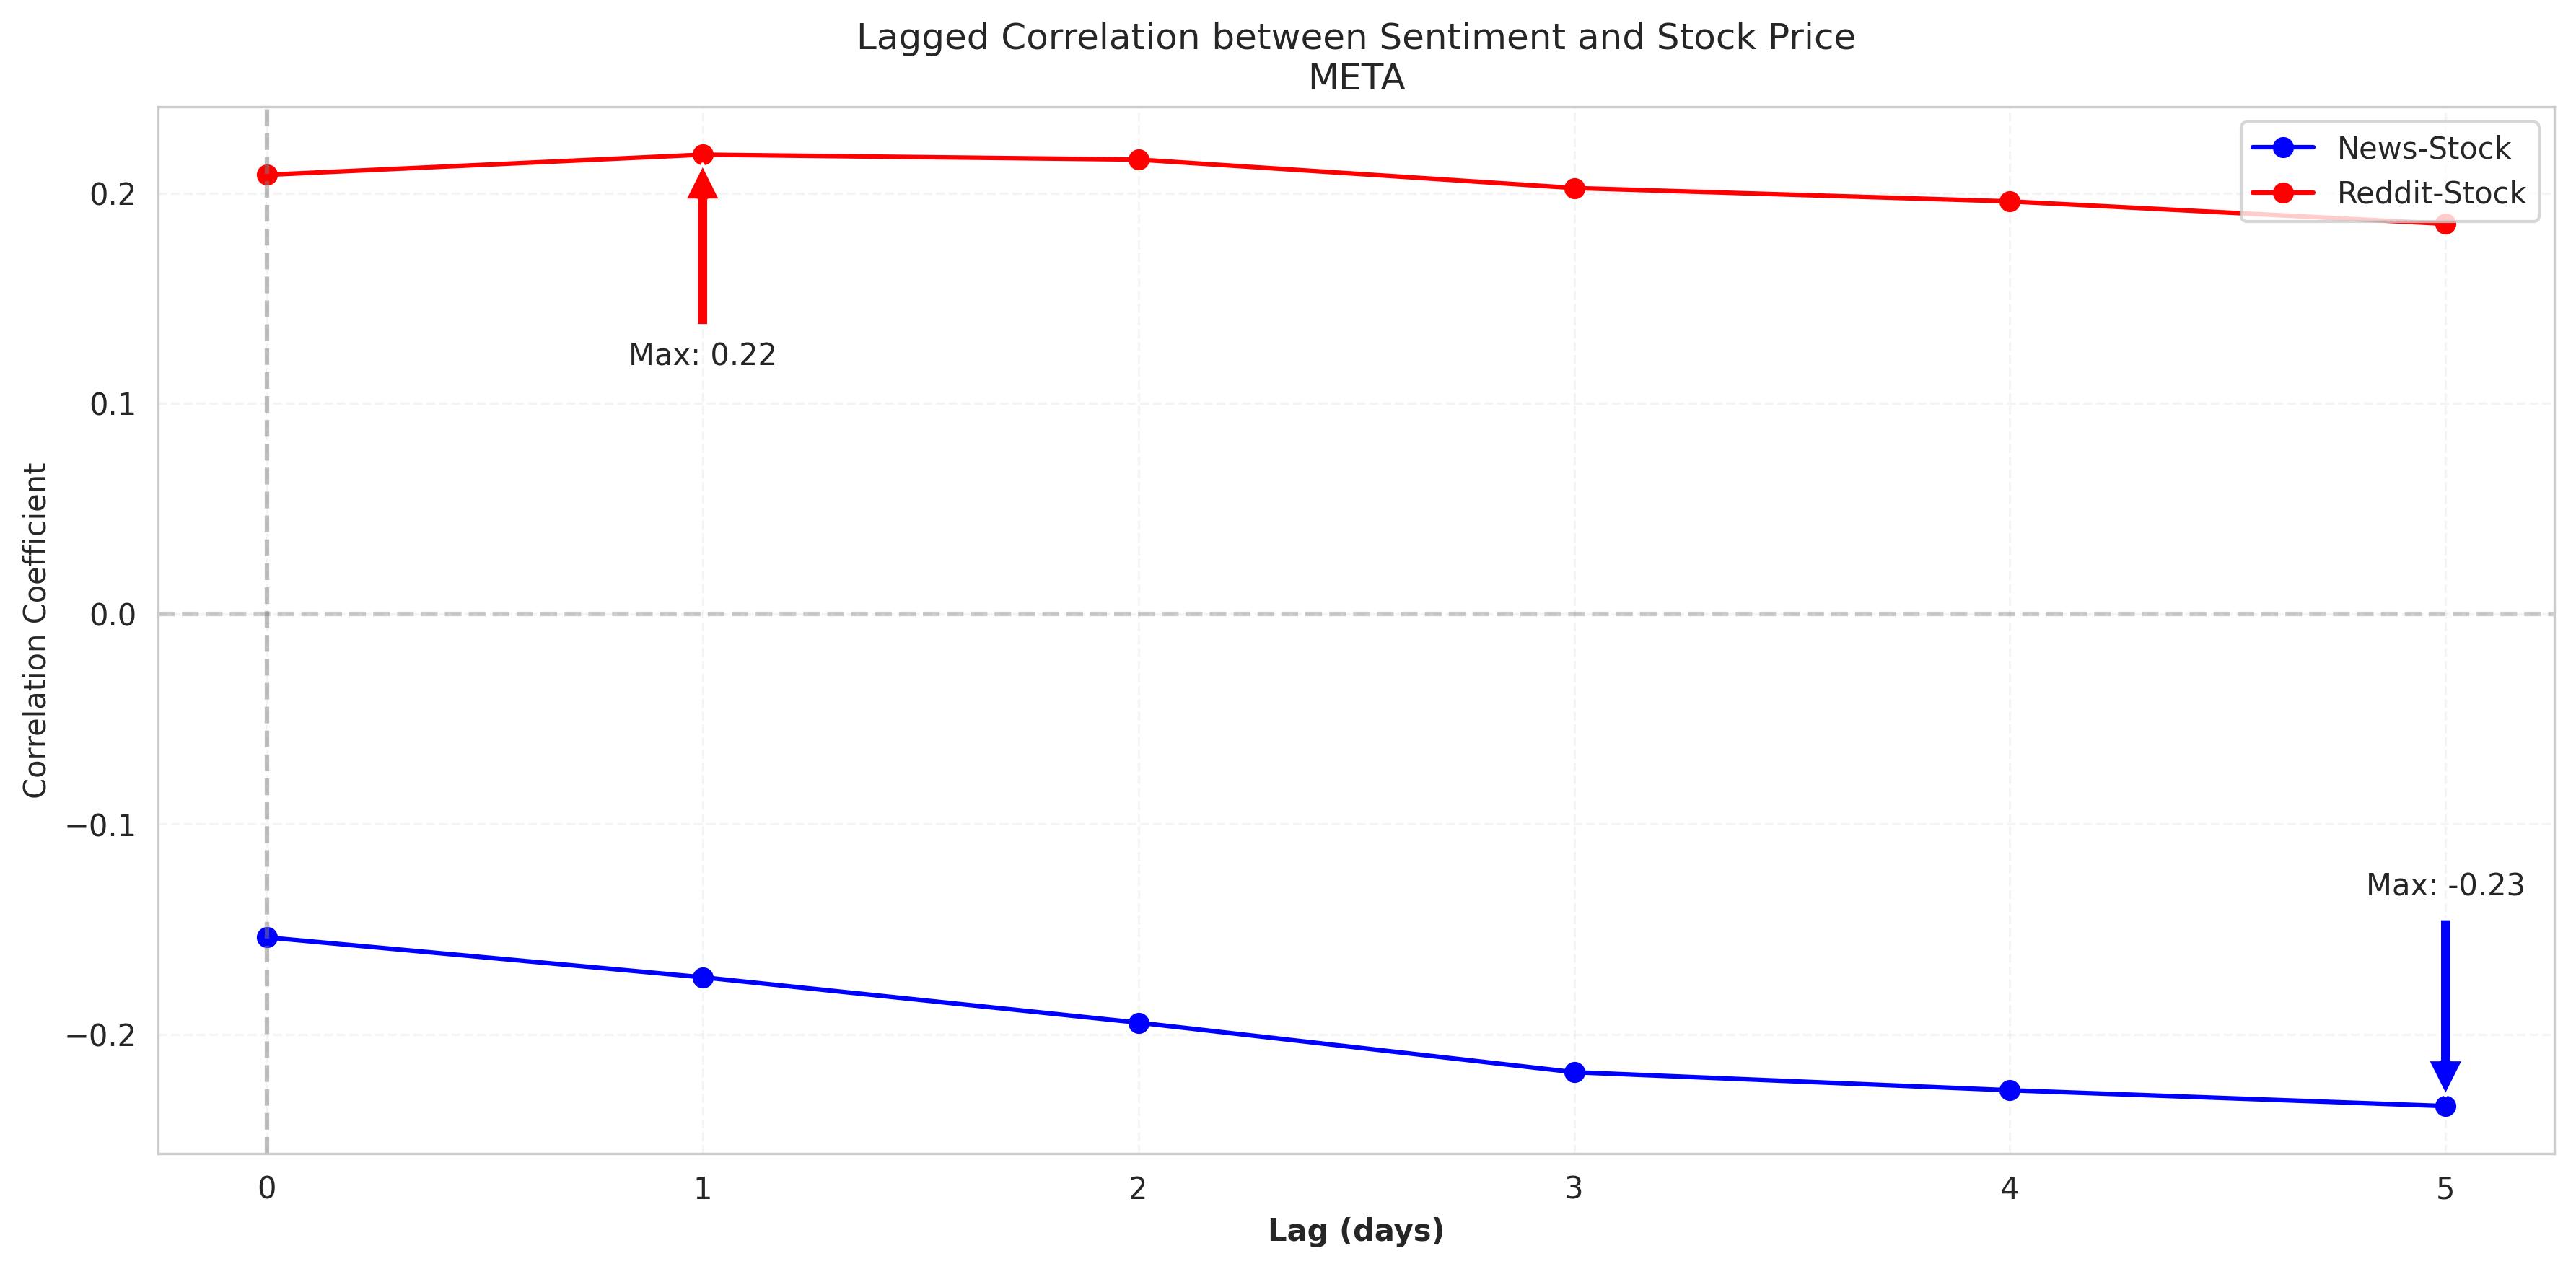 Lagged Correlation between Sentiment and Stock Price
META
News-Stock
Reddit-Stock
Max: 0.22
Max: -0.23
Correlation Coefficient
0.2
0.1
0.0
−0.1
−0.2
0 1 2 3 4 5
Lag (days)